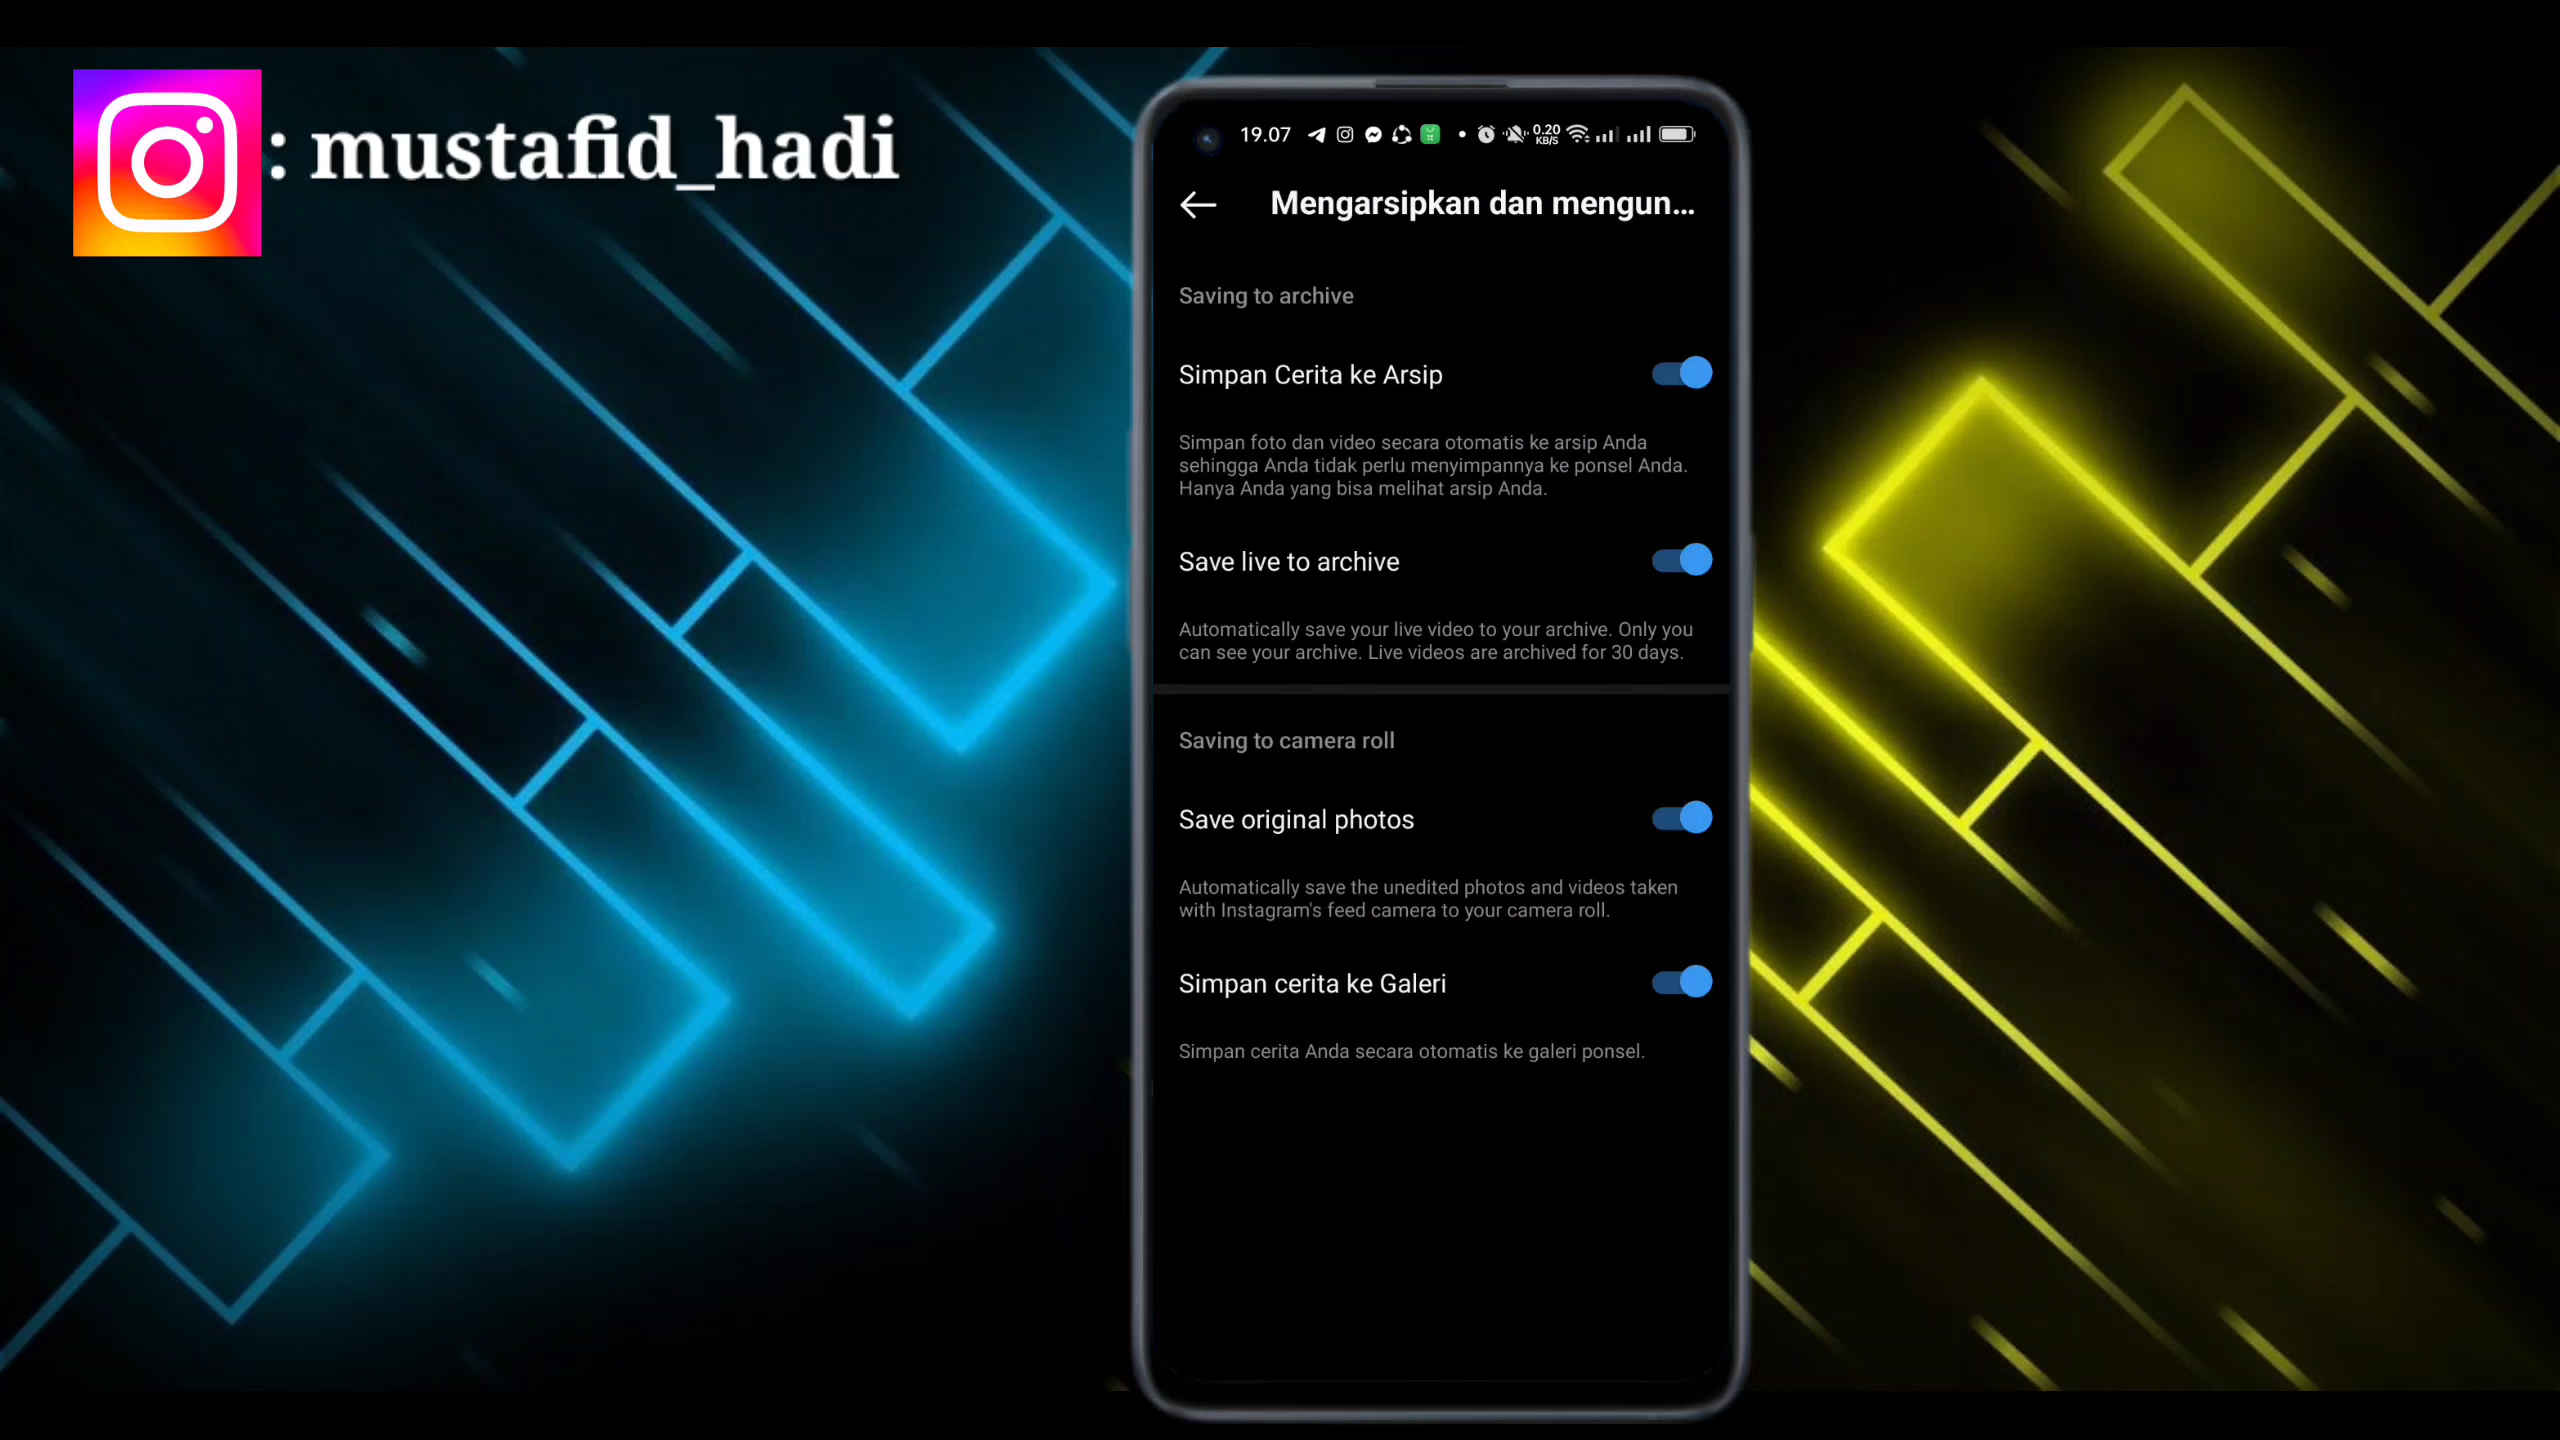 : mustafid_hadi
19.07
0.20
KB/S
Mengarsipkan dan mengun...
Saving to archive
Simpan Cerita ke Arsip
Simpan foto dan video secara otomatis ke arsip Anda
sehingga Anda tidak perlu menyimpannya ke ponsel Anda.
Hanya Anda yang bisa melihat arsip Anda.
Save live to archive
Automatically save your live video to your archive. Only you
can see your archive. Live videos are archived for 30 days.
Saving to camera roll
Save original photos
Automatically save the unedited photos and videos taken
with Instagram's feed camera to your camera roll.
Simpan cerita ke Galeri
Simpan cerita Anda secara otomatis ke galeri ponsel.